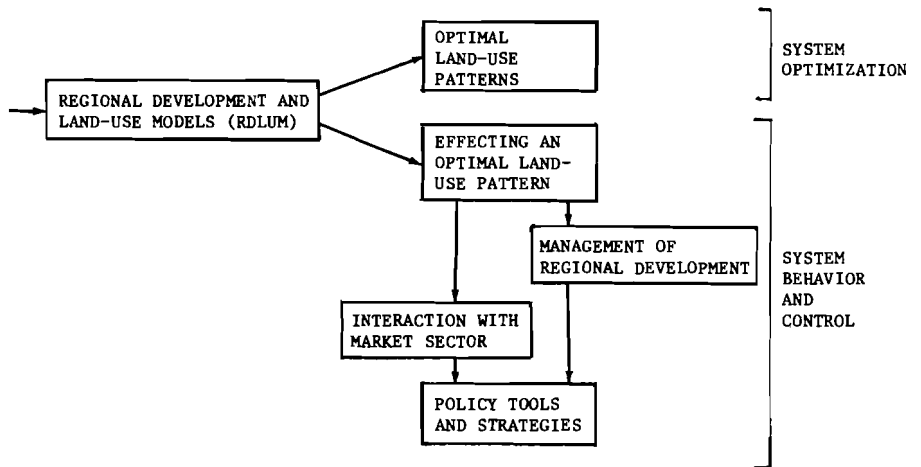 OPTIMAL
LAND-USE
PATTERNS
SYSTEM
OPTIMIZATION
REGIONAL DEVELOPMENT AND
LAND-USE MODELS (RDLUM)
EFFECTING AN
OPTIMAL LAND-
USE PATTERN
MANAGEMENT OF
REGIONAL DEVELOPMENT
SYSTEM
BEHAVIOR
AND
CONTROL
INTERACTION WITH
MARKET SECTOR
POLICY TOOLS
AND STRATEGIES